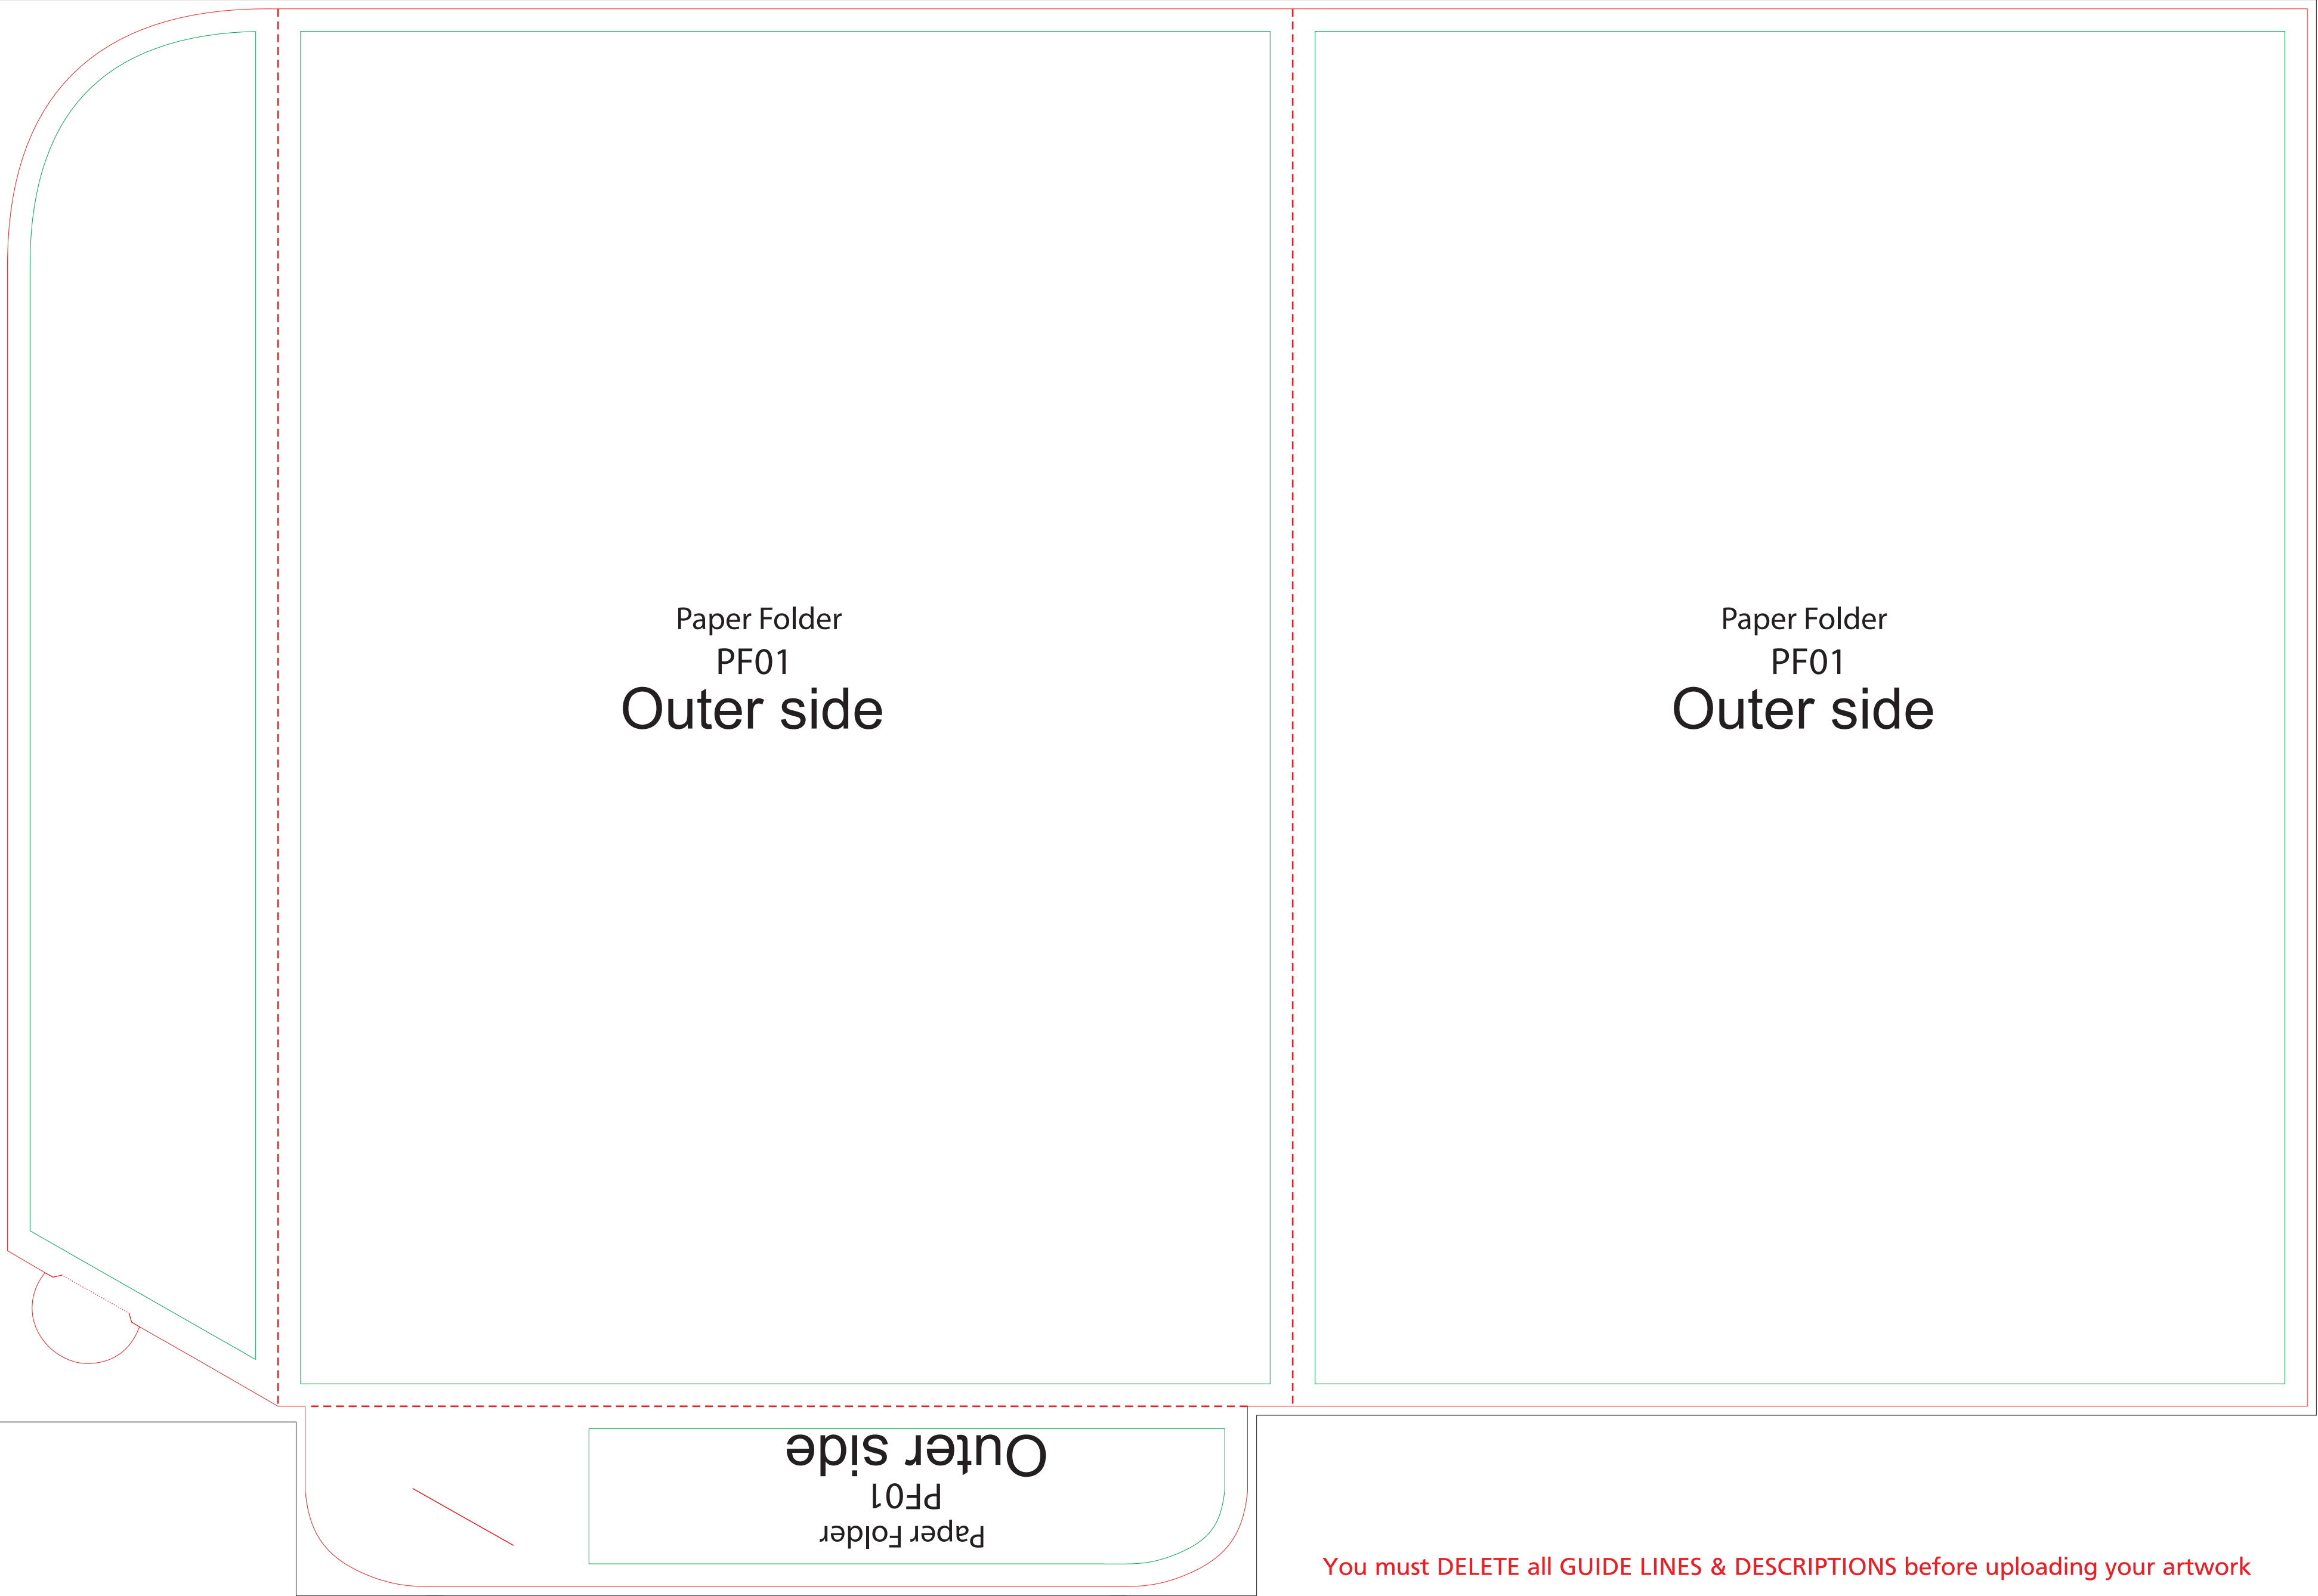 Paper Folder
PF01
Outer side
Paper Folder
PF01
Outer side
Paper Folder
PF01
Outer side
You must DELETE all GUIDE LINES & DESCRIPTIONS before uploading your artwork